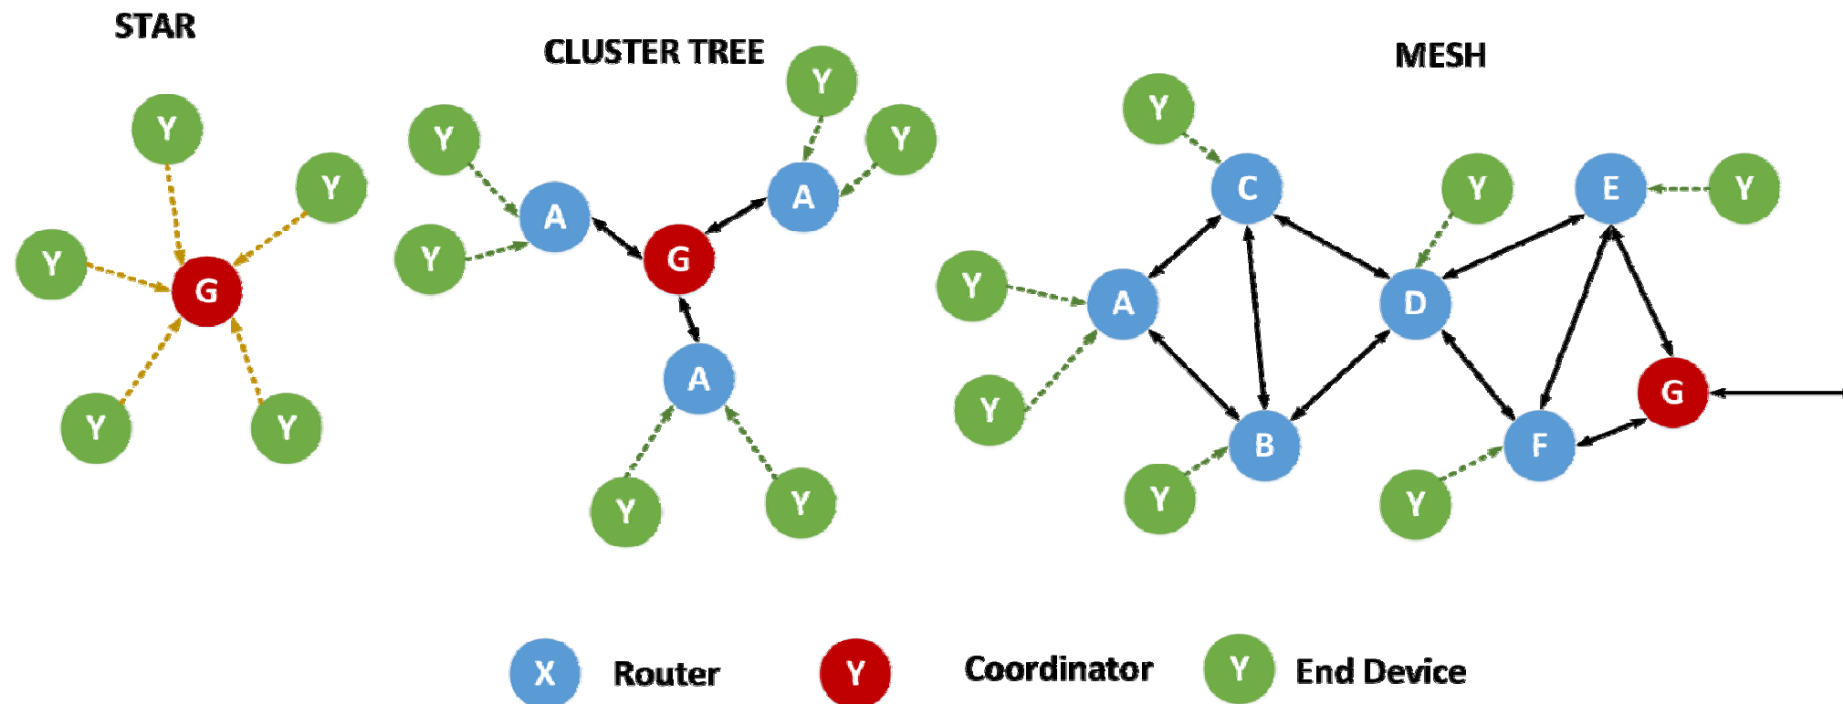 STAR
Y
Y
Y
G
Y
Y
CLUSTER TREE
Y
Y
Y
A
A
Y
G
A
Y
Y
MESH
Y
C
Y
E
Y
Y
A
D
Y
G
B
F
Y
Y
X Router
Y Coordinator
Y End Device